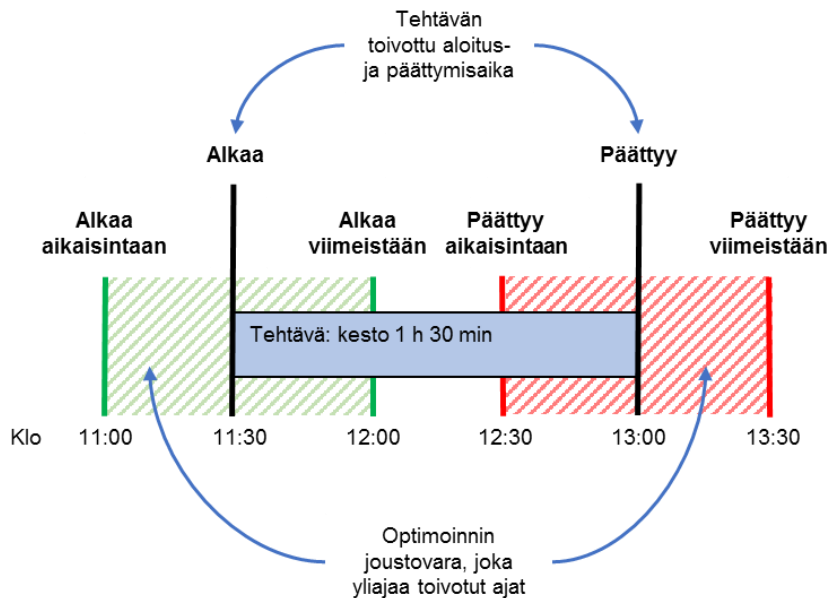 Tehtävän
toivottu aloitus-
ja päättymisaika
Alkaa
Päättyy
Alkaa
aikaisintaan
Alkaa
viimeistään
Päättyy
aikaisintaan
Päättyy
viimeistään
Tehtävä: kesto 1 h 30 min
Klo 11:00 11:30 12:00 12:30 13:00 13:30
Optimoinnin
joustovara, joka
yliajaa toivotut ajat